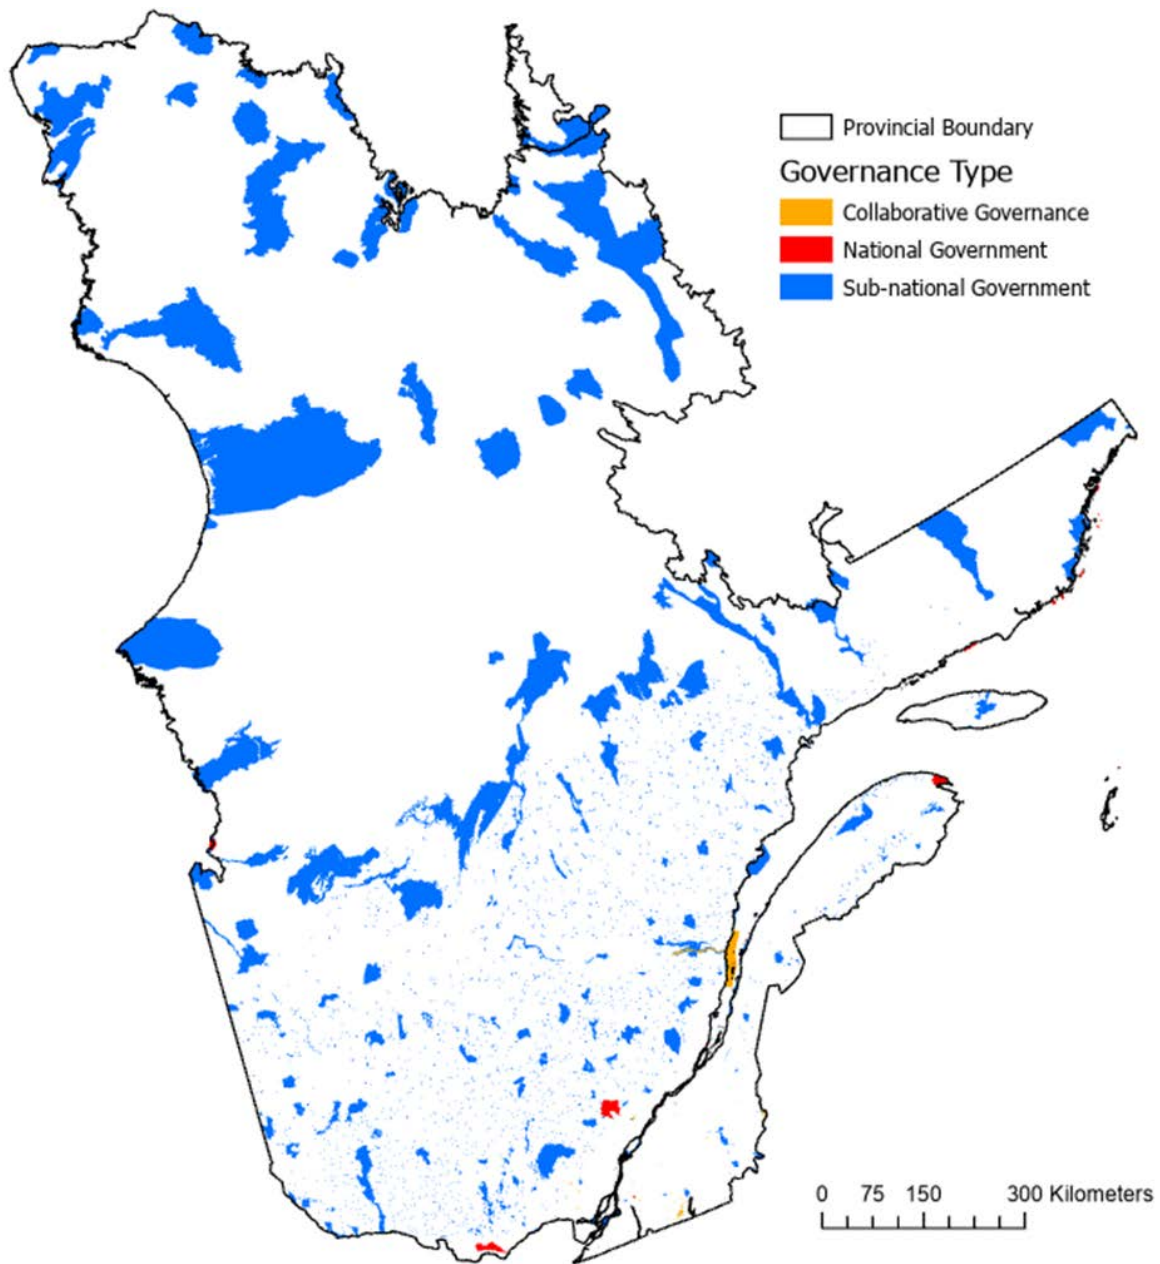 Provincial Boundary
Governance Type
Collaborative Governance
National Government
Sub-national Government
0 75 150 300 Kilometers